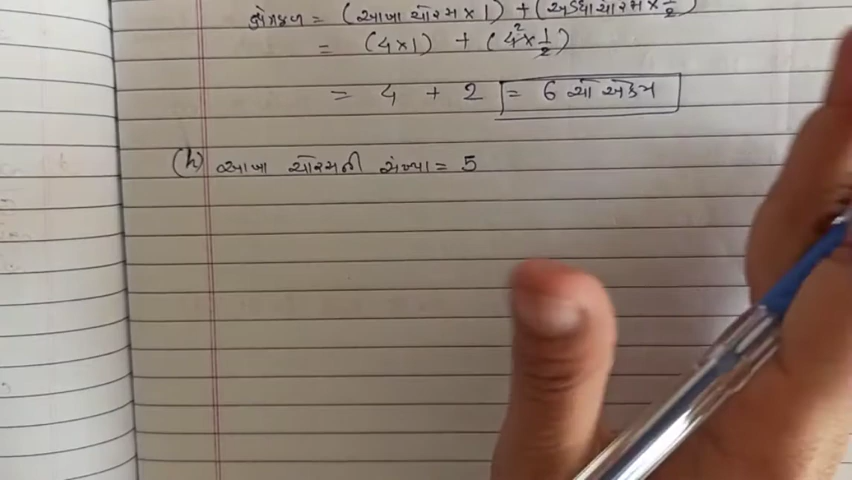 ક્ષેત્રફળ = (આખા ચોરસ × 1) + (અડધા ચોરસ × 1/2)
= (4×1) + (4² × 1/2)
= 4 + 2 = 6 ચો એકમ
(h) આખા ચોરસની સંખ્યા = 5